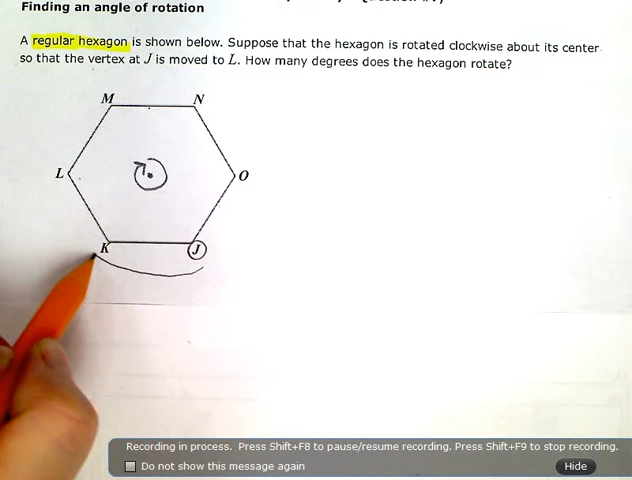 Finding an angle of rotation
A regular hexagon is shown below. Suppose that the hexagon is rotated clockwise about its center
so that the vertex at J is moved to L. How many degrees does the hexagon rotate?
M N
L O
K J
Recording in process. Press Shift+F8 to pause/resume recording. Press Shift+F9 to stop recording.
Do not show this message again
Hide